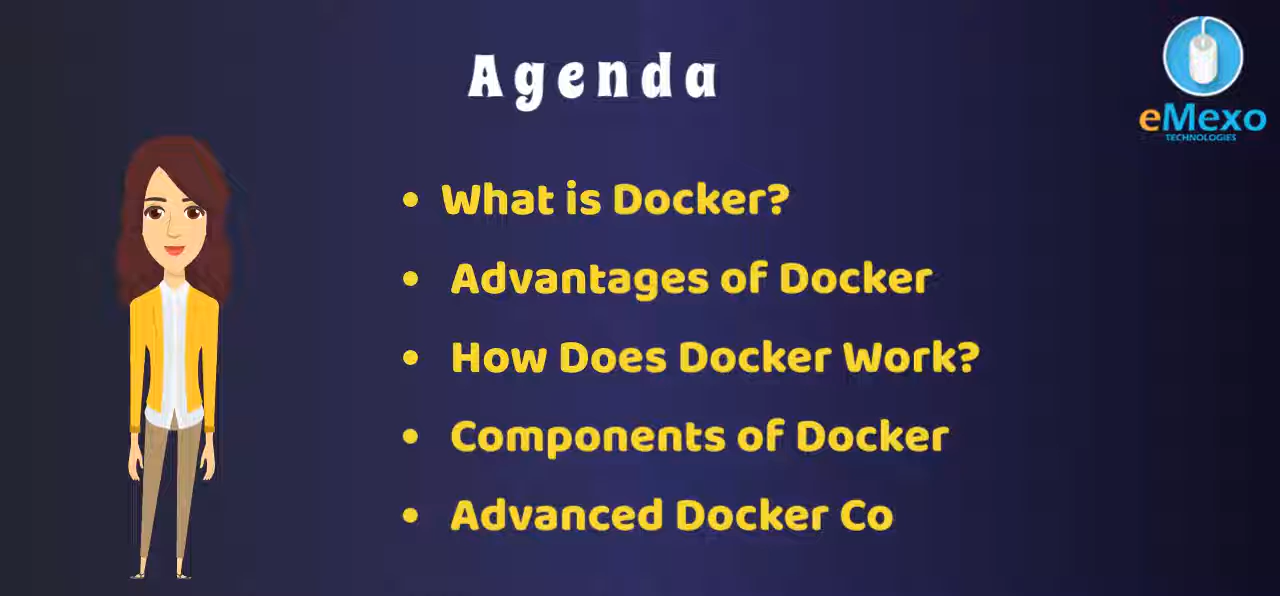 Agenda
eMexo
TECHNOLOGIES
• What is Docker?
• Advantages of Docker
• How Does Docker Work?
• Components of Docker
• Advanced Docker Co